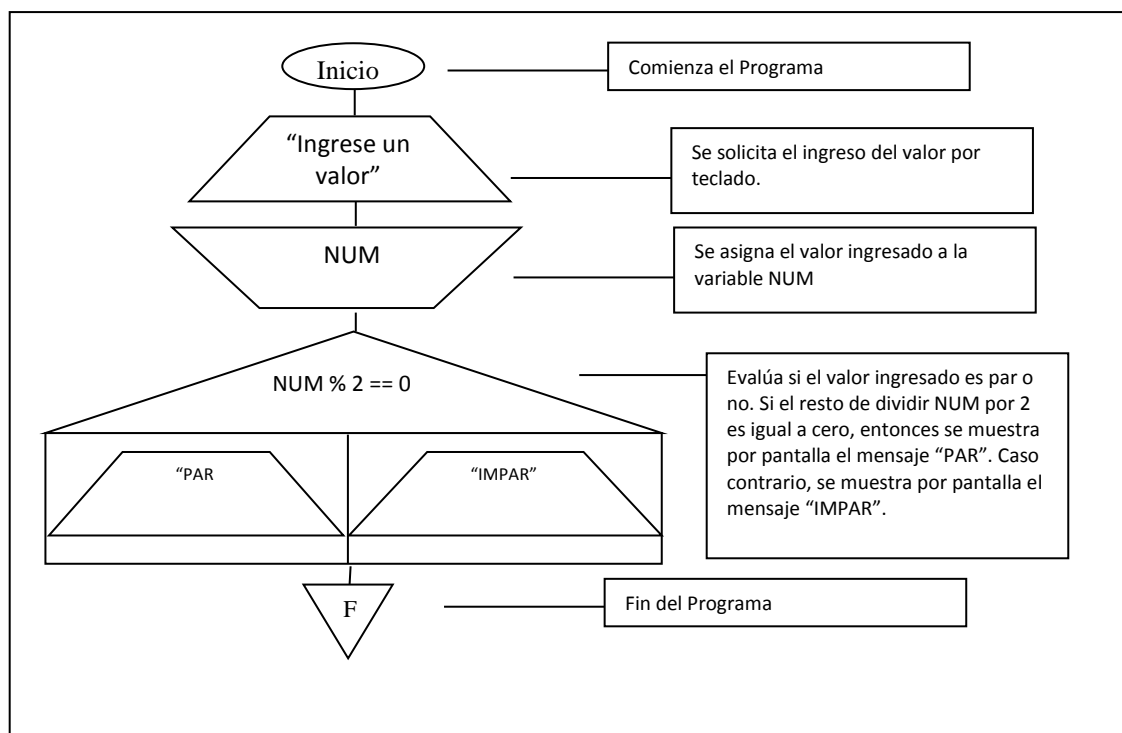 Inicio
Comienza el Programa
“Ingrese un
valor”
Se solicita el ingreso del valor por
teclado.
NUM
Se asigna el valor ingresado a la
variable NUM
NUM % 2 == 0
Evalúa si el valor ingresado es par o
no. Si el resto de dividir NUM por 2
es igual a cero, entonces se muestra
por pantalla el mensaje “PAR”. Caso
contrario, se muestra por pantalla el
mensaje “IMPAR”.
“PAR
“IMPAR”
F
Fin del Programa